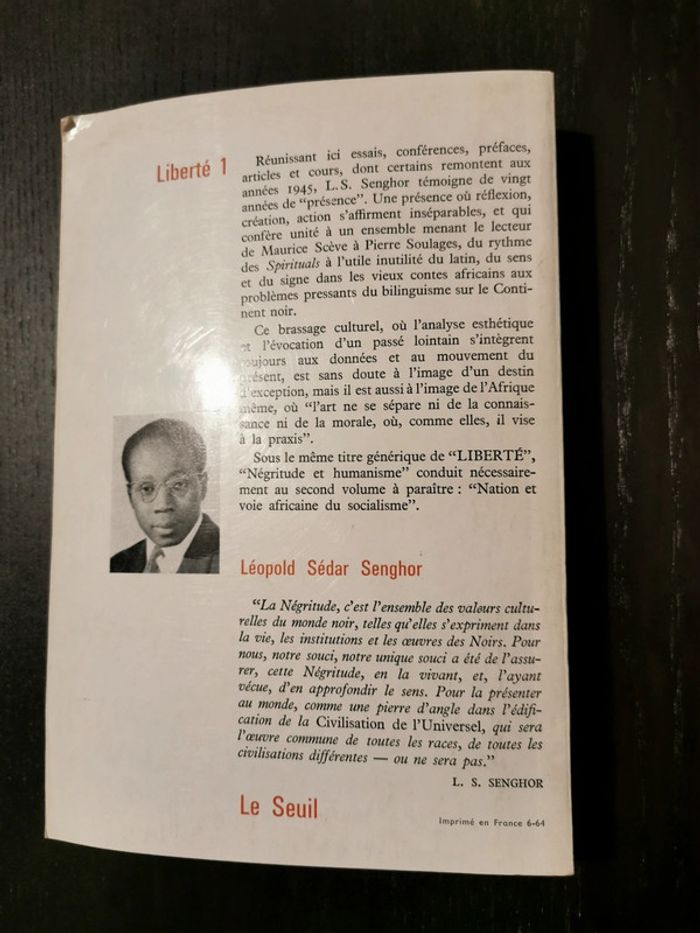 Liberté 1
Réunissant ici essais, conférences, préfaces,
articles et cours, dont certains remontent aux
années 1945, L. S. Senghor témoigne de vingt
années de "présence". Une présence où réflexion,
création, action s'affirment inséparables, et qui
confère unité à un ensemble menant le lecteur
de Maurice Scève à Pierre Soulages, du rythme
des Spirituals à l'utile inutilité du latin, du sens
et du signe dans les vieux contes africains aux
problèmes pressants du bilinguisme sur le Conti-
nent noir.
Ce brassage culturel, où l'analyse esthétique
et l'évocation d'un passé lointain s'intègrent
toujours aux données et au mouvement du
présent, est sans doute à l'image d'un destin
d'exception, mais il est aussi à l'image de l'Afrique
même, où "l'art ne se sépare ni de la connais-
sance ni de la morale, où, comme elles, il vise
à la praxis".
Sous le même titre générique de "LIBERTÉ",
"Négritude et humanisme" conduit nécessaire-
ment au second volume à paraître : "Nation et
voie africaine du socialisme".
Léopold Sédar Senghor
"La Négritude, c'est l'ensemble des valeurs cultu-
relles du monde noir, telles qu'elles s'expriment dans
la vie, les institutions et les œuvres des Noirs. Pour
nous, notre souci, notre unique souci a été de l'assu-
rer, cette Négritude, en la vivant, et, l'ayant
vécue, d'en approfondir le sens. Pour la présenter
au monde, comme une pierre d'angle dans l'édifi-
cation de la Civilisation de l'Universel, qui sera
l'œuvre commune de toutes les races, de toutes les
civilisations différentes — ou ne sera pas."
L. S. SENGHOR
Le Seuil
Imprimé en France 6-64